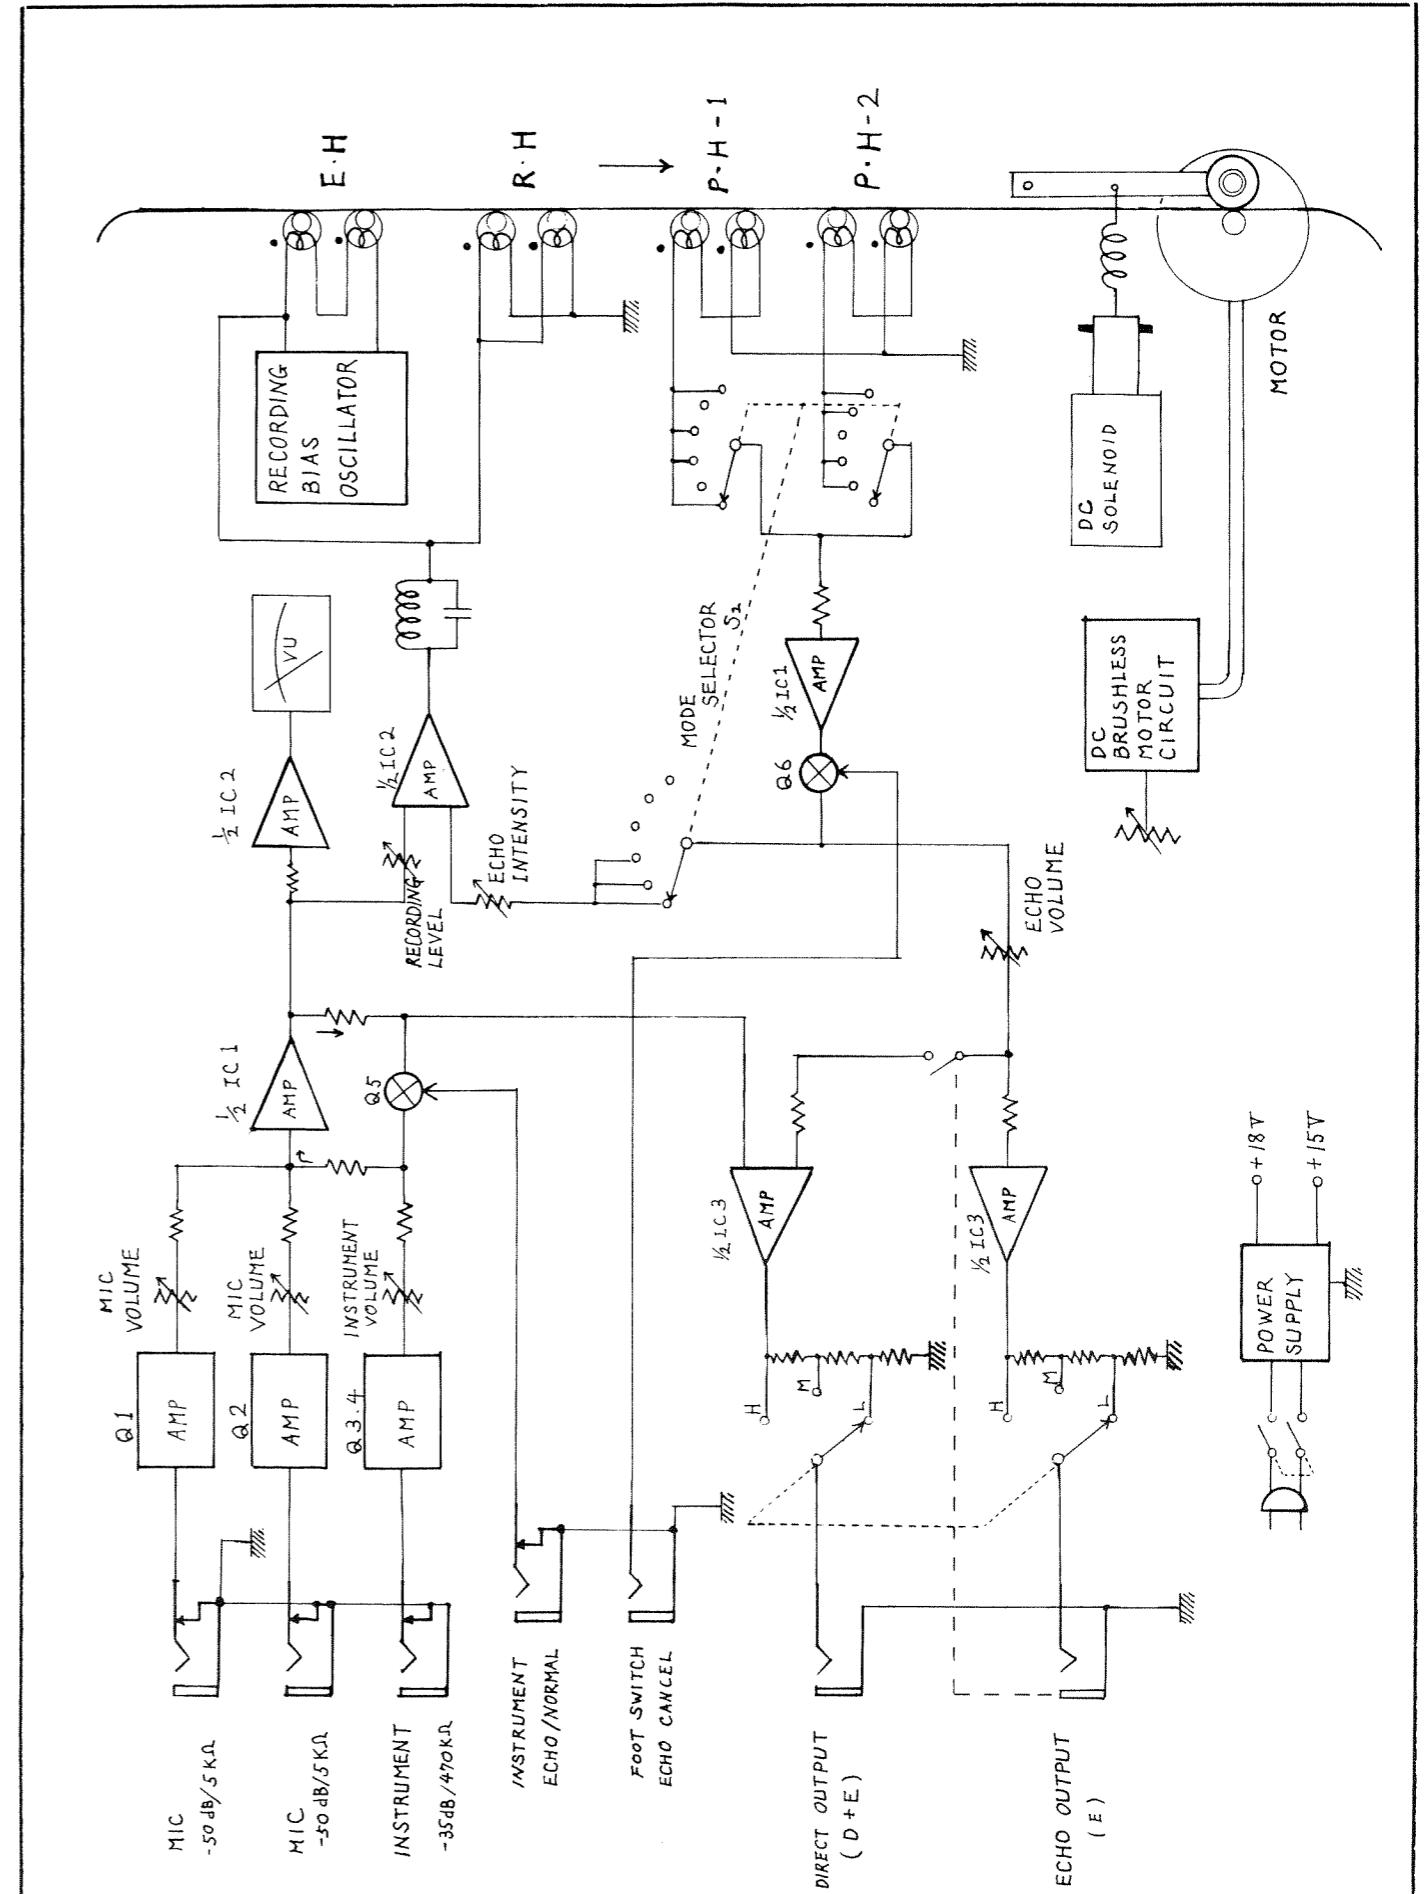 E·H
R·H
P·H-1
P·H-2
RECORDING
BIAS
OSCILLATOR
MOTOR
DC
SOLENOID
VU
½ IC 2
AMP
½ IC 2
AMP
MODE
SELECTOR
S2
½ IC1
AMP
Q6
DC
BRUSHLESS
MOTOR
CIRCUIT
RECORDING
LEVEL
ECHO
INTENSITY
ECHO
VOLUME
½ IC 1
AMP
Q5
½ IC3
AMP
½ IC3
AMP
+18V
+15V
POWER
SUPPLY
MIC
VOLUME
MIC
VOLUME
INSTRUMENT
VOLUME
Q1
AMP
Q2
AMP
Q3.4
AMP
H
M
L
H
M
L
MIC
-50dB/5KΩ
MIC
-50dB/5KΩ
INSTRUMENT
-35dB/470KΩ
INSTRUMENT
ECHO/NORMAL
FOOT SWITCH
ECHO CANCEL
DIRECT OUTPUT
(D+E)
ECHO OUTPUT
(E)